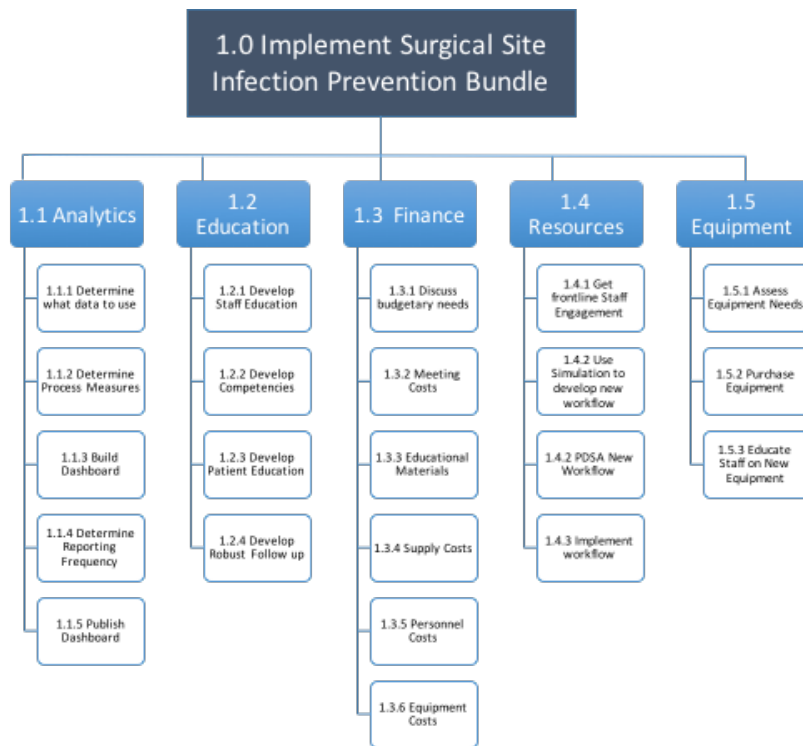 1.0 Implement Surgical Site
Infection Prevention Bundle
1.1 Analytics
1.1.1 Determine
what data to use
1.1.2 Determine
Process Measures
1.1.3 Build
Dashboard
1.1.4 Determine
Reporting
Frequency
1.1.5 Publish
Dashboard
1.2
Education
1.2.1 Develop
Staff Education
1.2.2 Develop
Competencies
1.2.3 Develop
Patient Education
1.2.4 Develop
Robust Follow up
1.3 Finance
1.3.1 Discuss
budgetary needs
1.3.2 Meeting
Costs
1.3.3 Educational
Materials
1.3.4 Supply Costs
1.3.5 Personnel
Costs
1.3.6 Equipment
Costs
1.4
Resources
1.4.1 Get
frontline Staff
Engagement
1.4.2 Use
Simulation to
develop new
workflow
1.4.2 PDSA New
Workflow
1.4.3 Implement
workflow
1.5
Equipment
1.5.1 Assess
Equipment Needs
1.5.2 Purchase
Equipment
1.5.3 Educate
Staff on New
Equipment